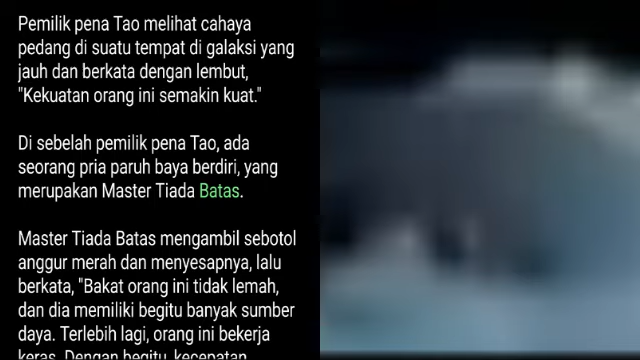 Pemilik pena Tao melihat cahaya
pedang di suatu tempat di galaksi yang
jauh dan berkata dengan lembut,
"Kekuatan orang ini semakin kuat."
Di sebelah pemilik pena Tao, ada
seorang pria paruh baya berdiri, yang
merupakan Master Tiada Batas.
Master Tiada Batas mengambil sebotol
anggur merah dan menyesapnya, lalu
berkata, "Bakat orang ini tidak lemah,
dan dia memiliki begitu banyak sumber
daya. Terlebih lagi, orang ini bekerja
keras. Dengan begitu, kecepatan